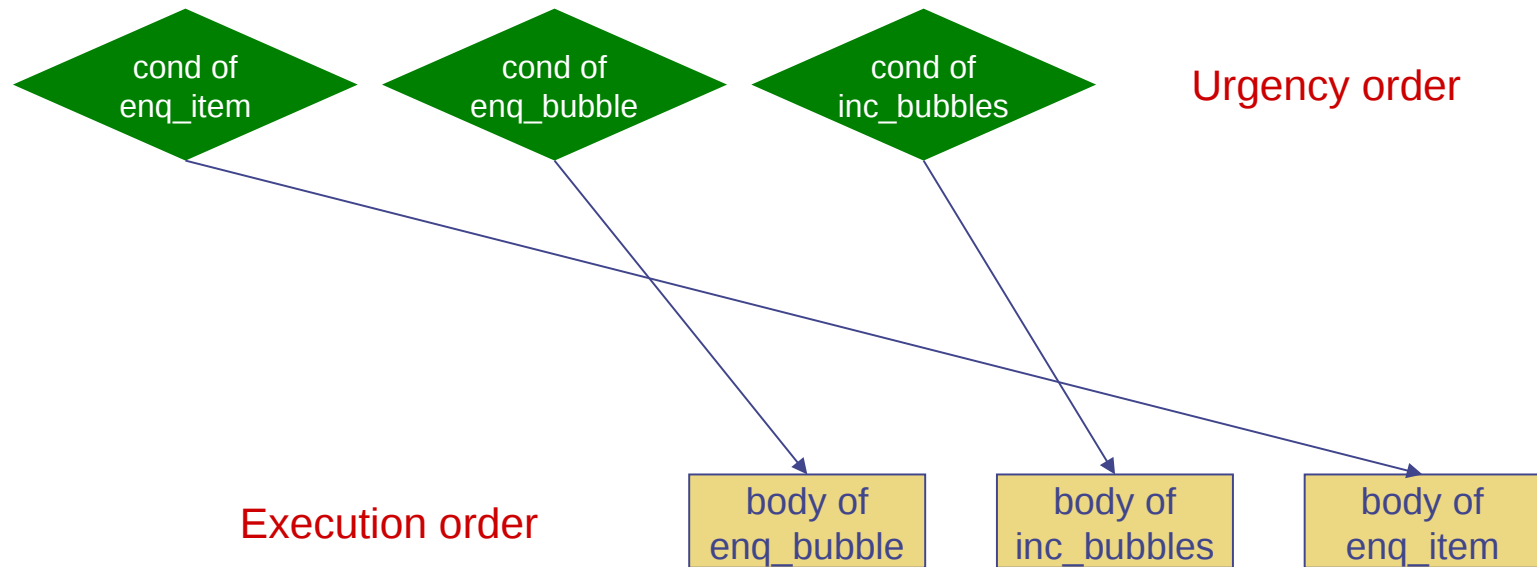 cond of
enq_item
cond of
enq_bubble
cond of
inc_bubbles
Urgency order
Execution order
body of
enq_bubble
body of
inc_bubbles
body of
enq_item